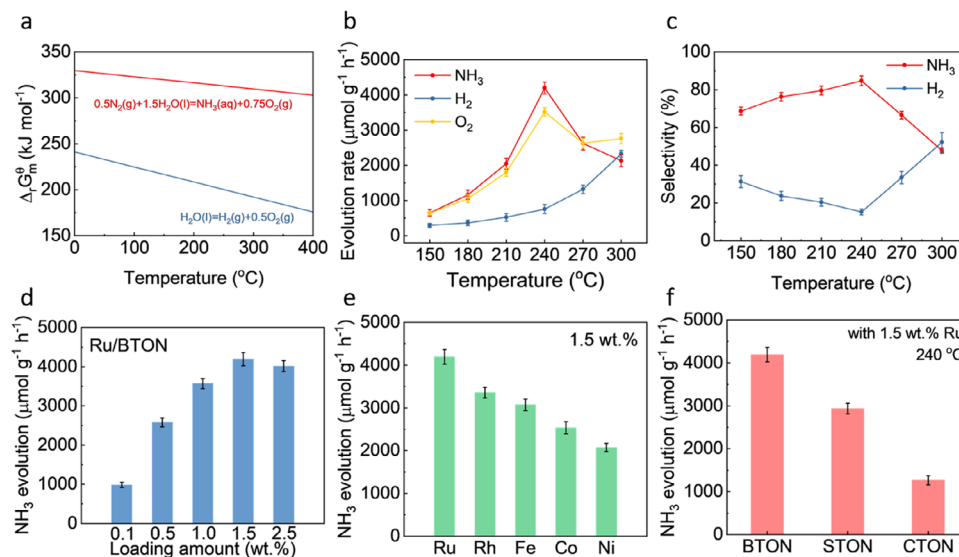 a
ΔrGθm (kJ mol-1)
350
300
250
200
150
0.5N2(g)+1.5H2O(l)=NH3(aq)+0.75O2(g)
H2O(l)=H2(g)+0.5O2(g)
0 100 200 300 400
Temperature (oC)
b
Evolution rate (μmol g-1 h-1)
5000
4000
3000
2000
1000
0
NH3
H2
O2
150 180 210 240 270 300
Temperature (oC)
c
Selectivity (%)
100
80
60
40
20
0
NH3
H2
150 180 210 240 270 300
Temperature (oC)
d
NH3 evolution (μmol g-1 h-1)
5000
4000
3000
2000
1000
0
Ru/BTON
0.1 0.5 1.0 1.5 2.5
Loading amount (wt.%)
e
NH3 evolution (μmol g-1 h-1)
5000
4000
3000
2000
1000
0
1.5 wt.%
Ru Rh Fe Co Ni
f
NH3 evolution (μmol g-1 h-1)
5000
4000
3000
2000
1000
0
with 1.5 wt.% Ru
240 oC
BTON STON CTON